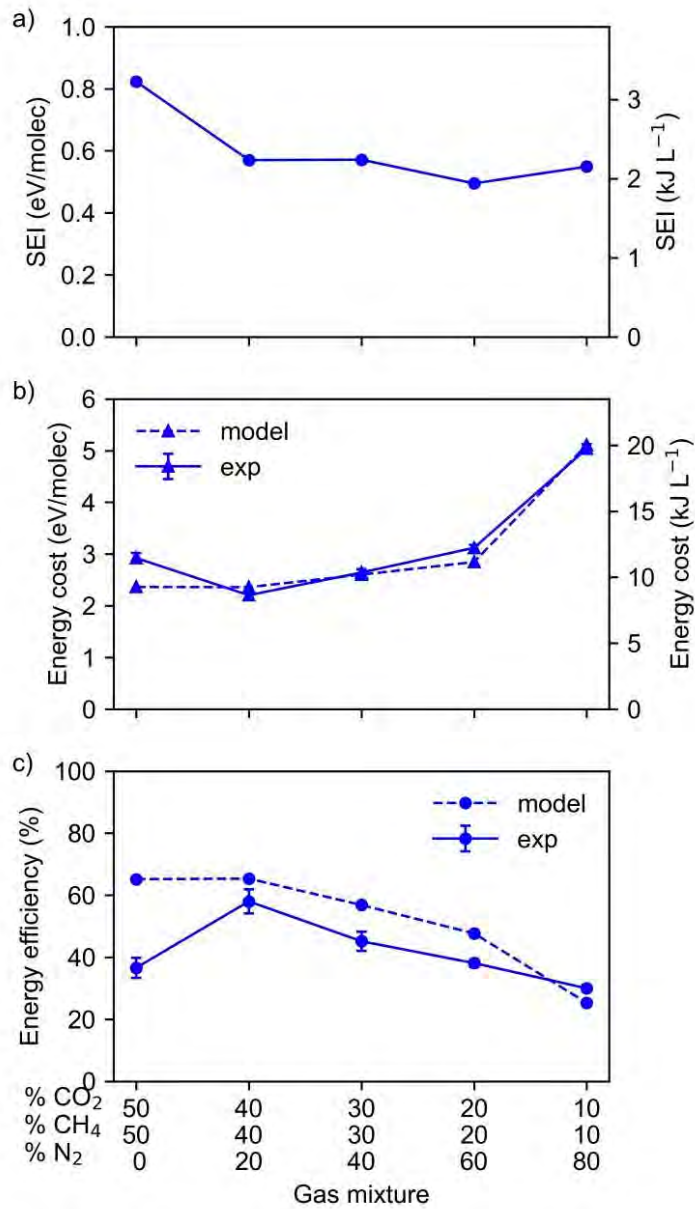 a)
1.0
0.8
0.6
0.4
0.2
0.0
SEI (eV/molec)
3
2
1
0
SEI (kJ L⁻¹)
b)
6
5
4
3
2
1
0
Energy cost (eV/molec)
model
exp
20
15
10
5
0
Energy cost (kJ L⁻¹)
c)
100
80
60
40
20
0
Energy efficiency (%)
model
exp
% CO₂ 50 40 30 20 10
% CH₄ 50 40 30 20 10
% N₂ 0 20 40 60 80
Gas mixture